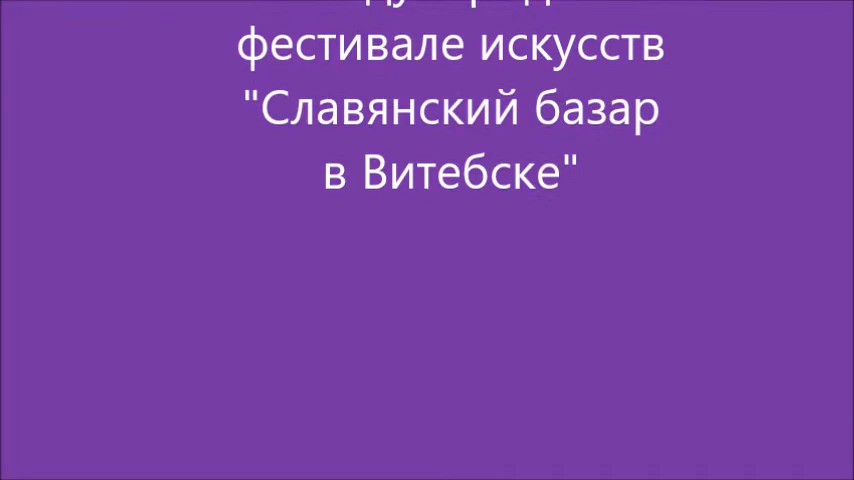 фестивале искусств
"Славянский базар
в Витебске"